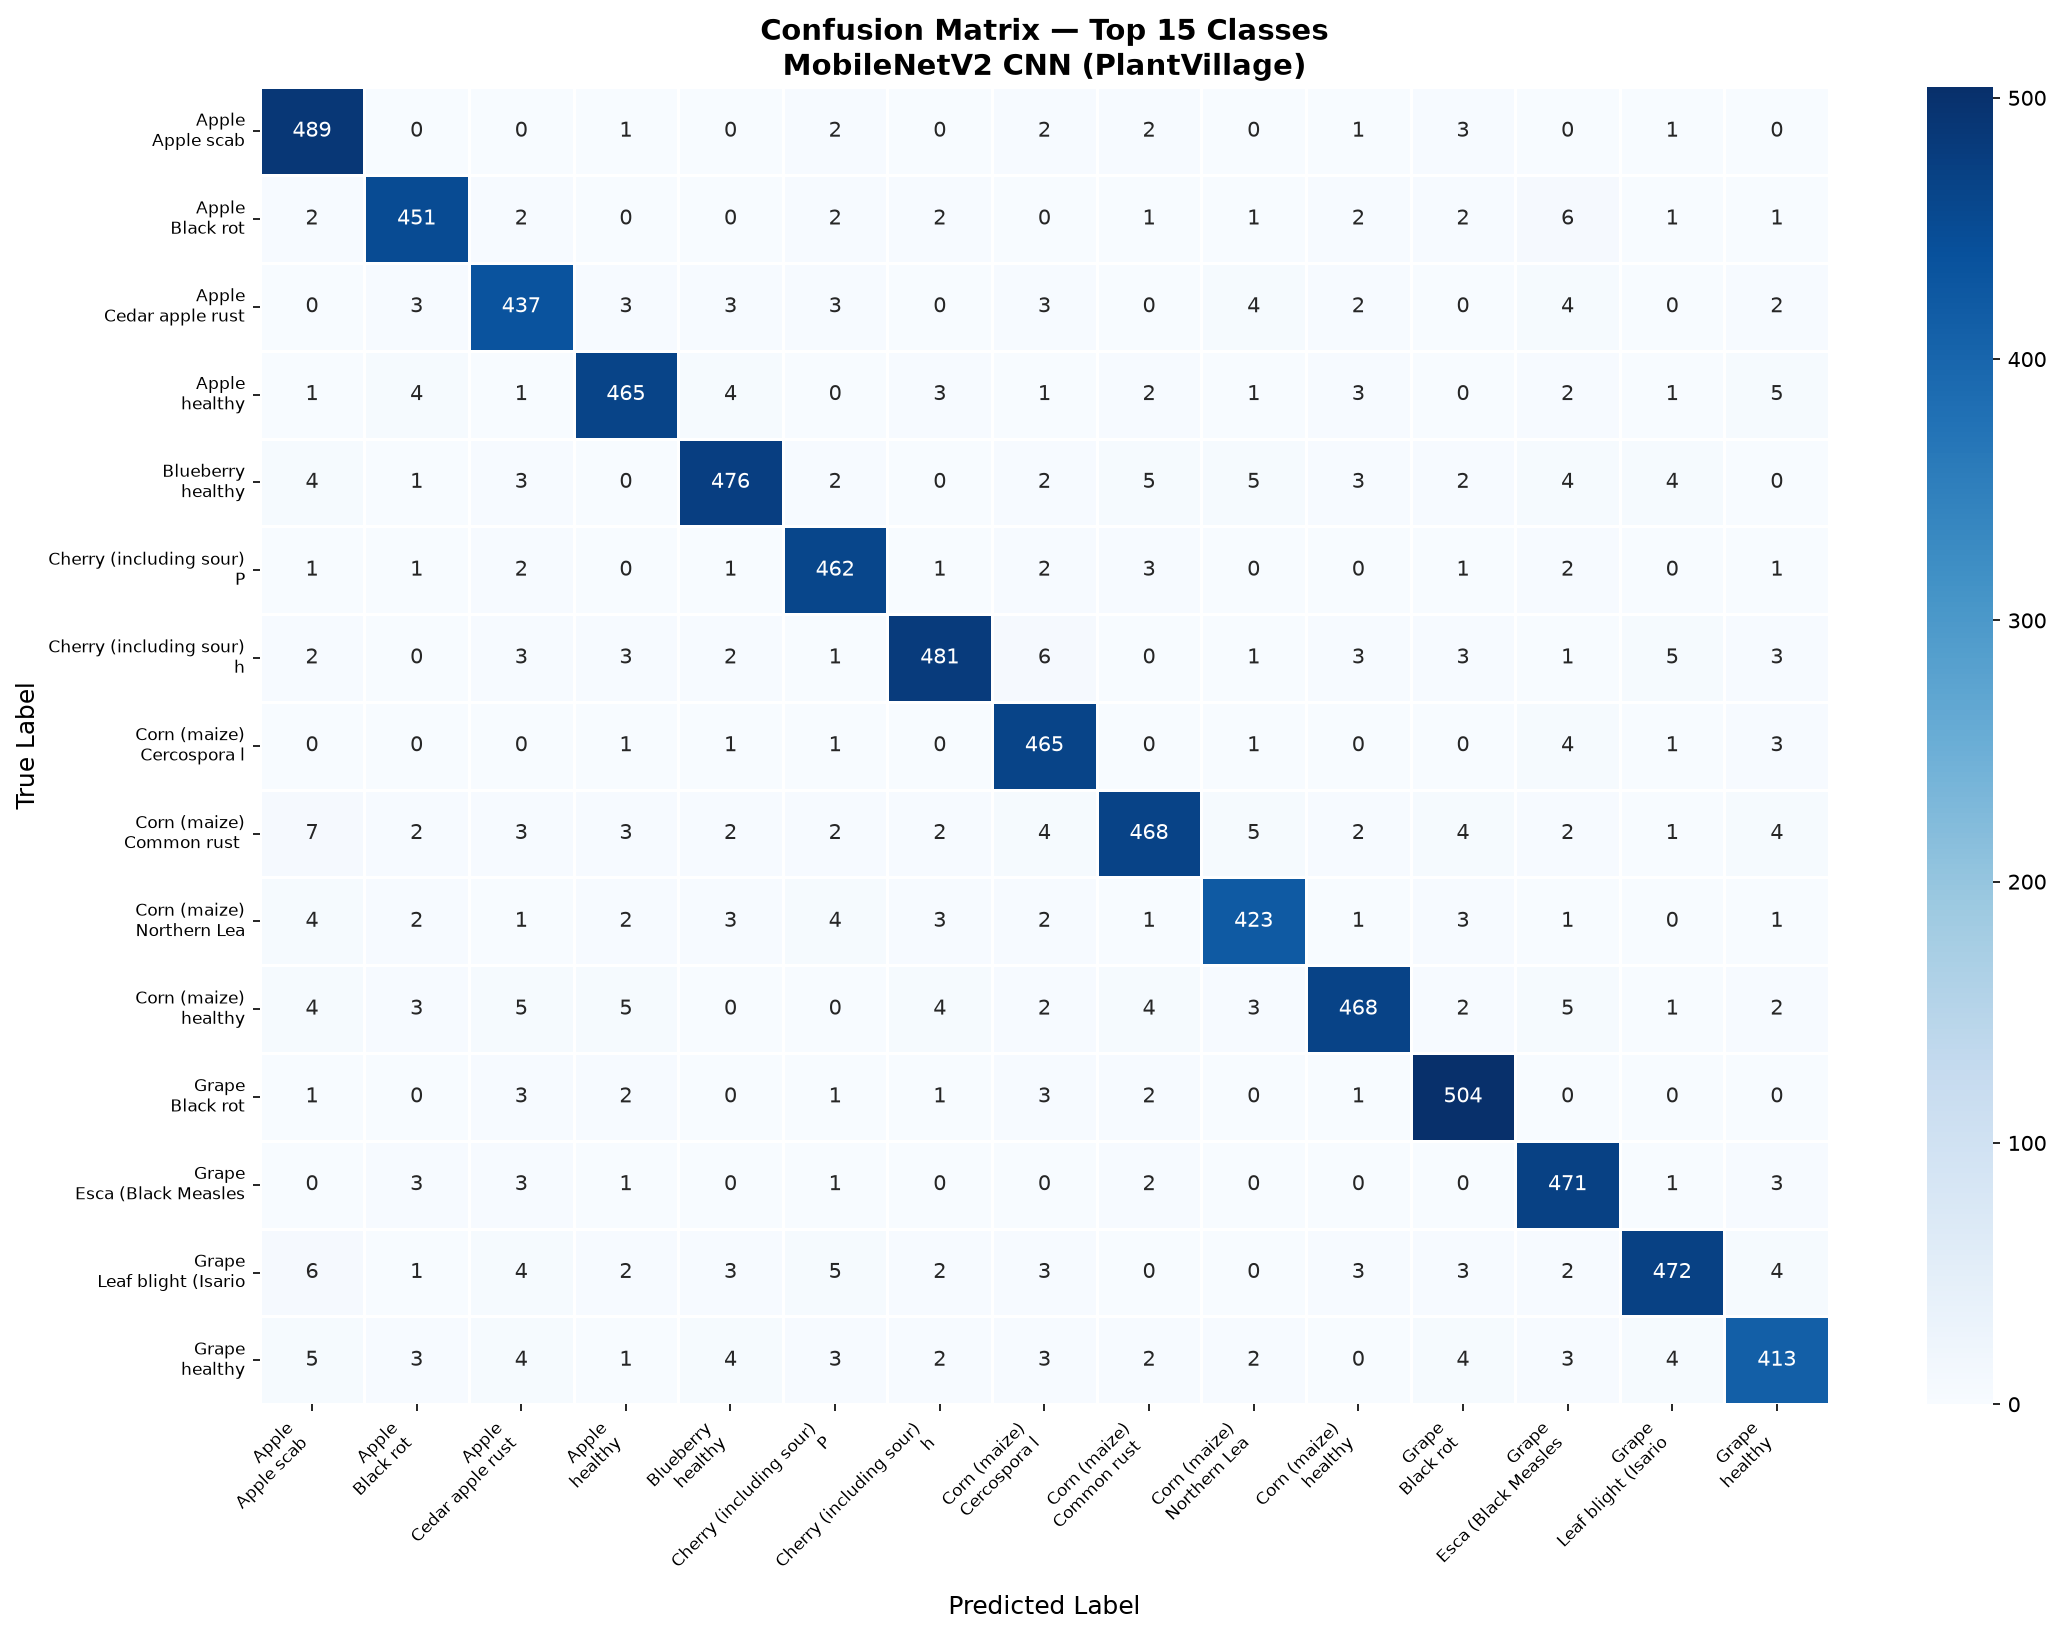 Confusion Matrix — Top 15 Classes
MobileNetV2 CNN (PlantVillage)
True Label
Apple
Apple scab
489 0 0 1 0 2 0 2 2 0 1 3 0 1 0
Apple
Black rot
2 451 2 0 0 2 2 0 1 1 2 2 6 1 1
Apple
Cedar apple rust
0 3 437 3 3 3 0 3 0 4 2 0 4 0 2
Apple
healthy
1 4 1 465 4 0 3 1 2 1 3 0 2 1 5
Blueberry
healthy
4 1 3 0 476 2 0 2 5 5 3 2 4 4 0
Cherry (including sour)
P
1 1 2 0 1 462 1 2 3 0 0 1 2 0 1
Cherry (including sour)
h
2 0 3 3 2 1 481 6 0 1 3 3 1 5 3
Corn (maize)
Cercospora l
0 0 0 1 1 1 0 465 0 1 0 0 4 1 3
Corn (maize)
Common rust
7 2 3 3 2 2 2 4 468 5 2 4 2 1 4
Corn (maize)
Northern Lea
4 2 1 2 3 4 3 2 1 423 1 3 1 0 1
Corn (maize)
healthy
4 3 5 5 0 0 4 2 4 3 468 2 5 1 2
Grape
Black rot
1 0 3 2 0 1 1 3 2 0 1 504 0 0 0
Grape
Esca (Black Measles
0 3 3 1 0 1 0 0 2 0 0 0 471 1 3
Grape
Leaf blight (Isario
6 1 4 2 3 5 2 3 0 0 3 3 2 472 4
Grape
healthy
5 3 4 1 4 3 2 3 2 2 0 4 3 4 413
Apple
Apple scab
Apple
Black rot
Apple
Cedar apple rust
Apple
healthy
Blueberry
healthy
Cherry (including sour)
P
Cherry (including sour)
h
Corn (maize)
Cercospora l
Corn (maize)
Common rust
Corn (maize)
Northern Lea
Corn (maize)
healthy
Grape
Black rot
Grape
Esca (Black Measles
Grape
Leaf blight (Isario
Grape
healthy
Predicted Label
500
400
300
200
100
0